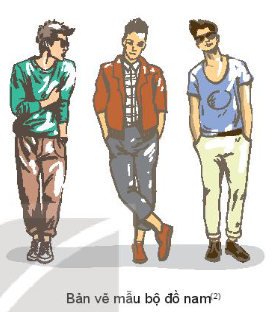 Bản vẽ mẫu bộ đồ nam⁽²⁾